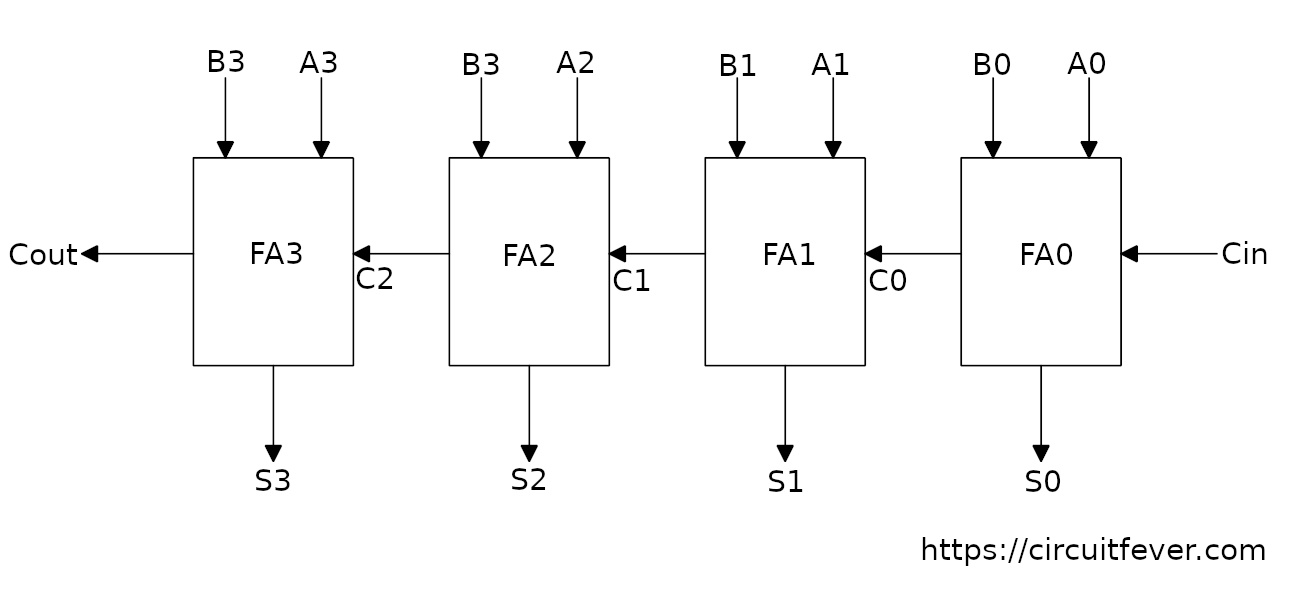 B3 A3 B3 A2 B1 A1 B0 A0
Cout FA3 FA2 FA1 FA0 Cin
C2 C1 C0
S3 S2 S1 S0
https://circuitfever.com